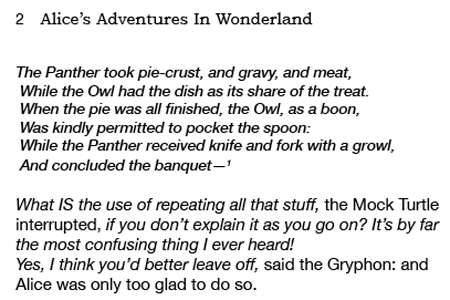 2 Alice’s Adventures In Wonderland
The Panther took pie-crust, and gravy, and meat,
While the Owl had the dish as its share of the treat.
When the pie was all finished, the Owl, as a boon,
Was kindly permitted to pocket the spoon:
While the Panther received knife and fork with a growl,
And concluded the banquet—¹
What IS the use of repeating all that stuff, the Mock Turtle
interrupted, if you don’t explain it as you go on? It’s by far
the most confusing thing I ever heard!
Yes, I think you’d better leave off, said the Gryphon: and
Alice was only too glad to do so.